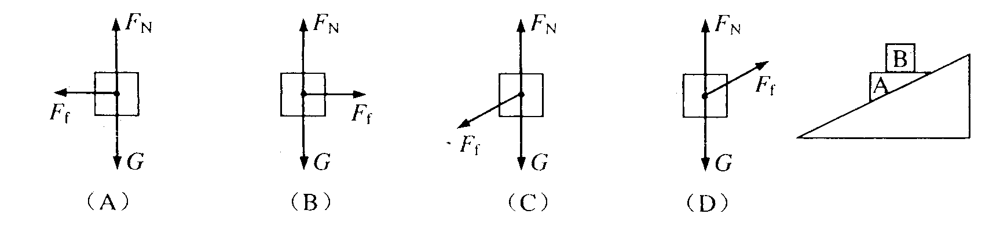 F_N F_N F_N F_N
B
A
F_f F_f F_f F_f
G G G G
(A) (B) (C) (D)